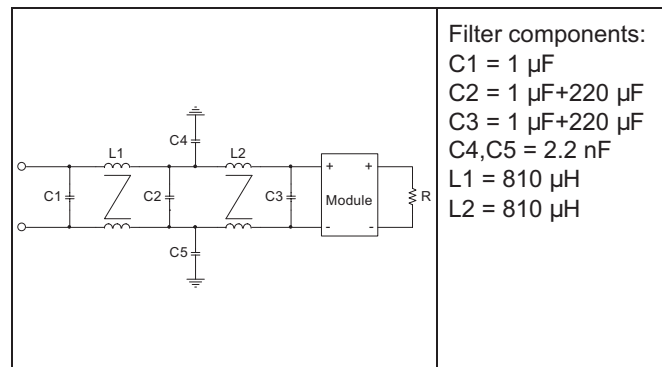 C4
L1
L2
C1
C2
C3
+ +
Module
- -
R
C5
Filter components:
C1 = 1 µF
C2 = 1 µF+220 µF
C3 = 1 µF+220 µF
C4,C5 = 2.2 nF
L1 = 810 µH
L2 = 810 µH